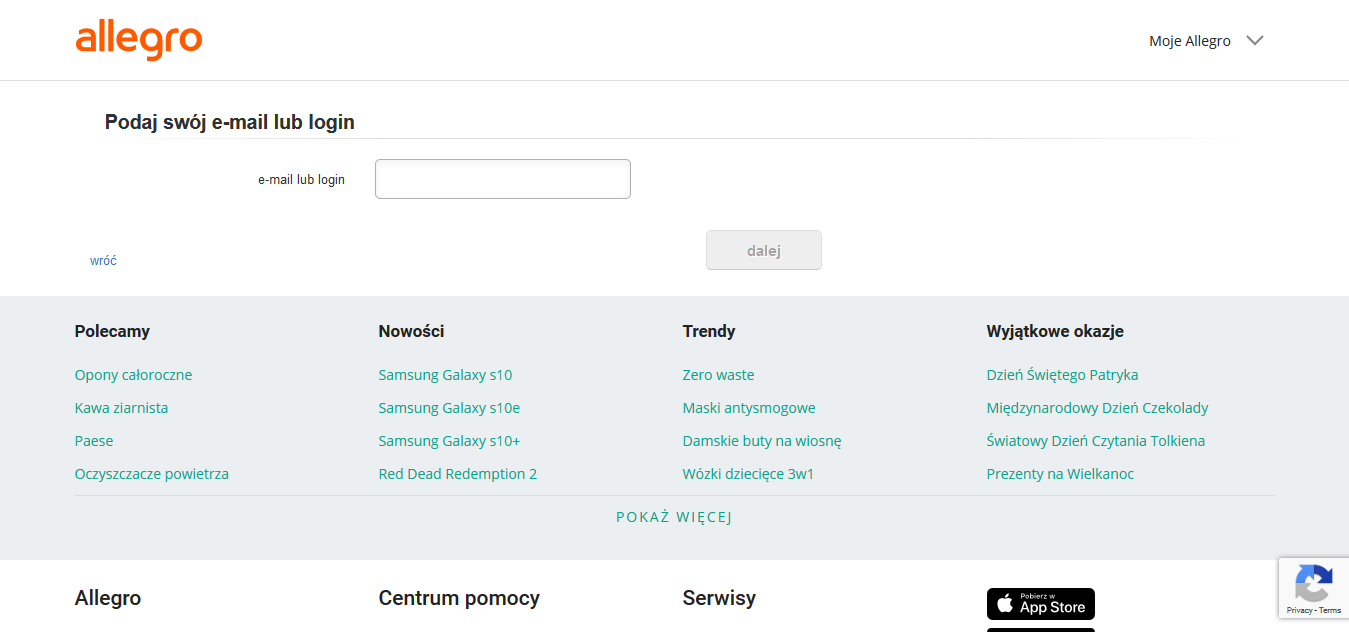 allegro
Moje Allegro
Podaj swój e-mail lub login
e-mail lub login
dalej
wróć
Polecamy
Opony całoroczne
Kawa ziarnista
Paese
Oczyszczacze powietrza
Nowości
Samsung Galaxy s10
Samsung Galaxy s10e
Samsung Galaxy s10+
Red Dead Redemption 2
Trendy
Zero waste
Maski antysmogowe
Damskie buty na wiosnę
Wózki dziecięce 3w1
Wyjątkowe okazje
Dzień Świętego Patryka
Międzynarodowy Dzień Czekolady
Światowy Dzień Czytania Tolkiena
Prezenty na Wielkanoc
POKAŻ WIĘCEJ
Allegro
Centrum pomocy
Serwisy
Pobierz w
App Store
Privacy - Terms